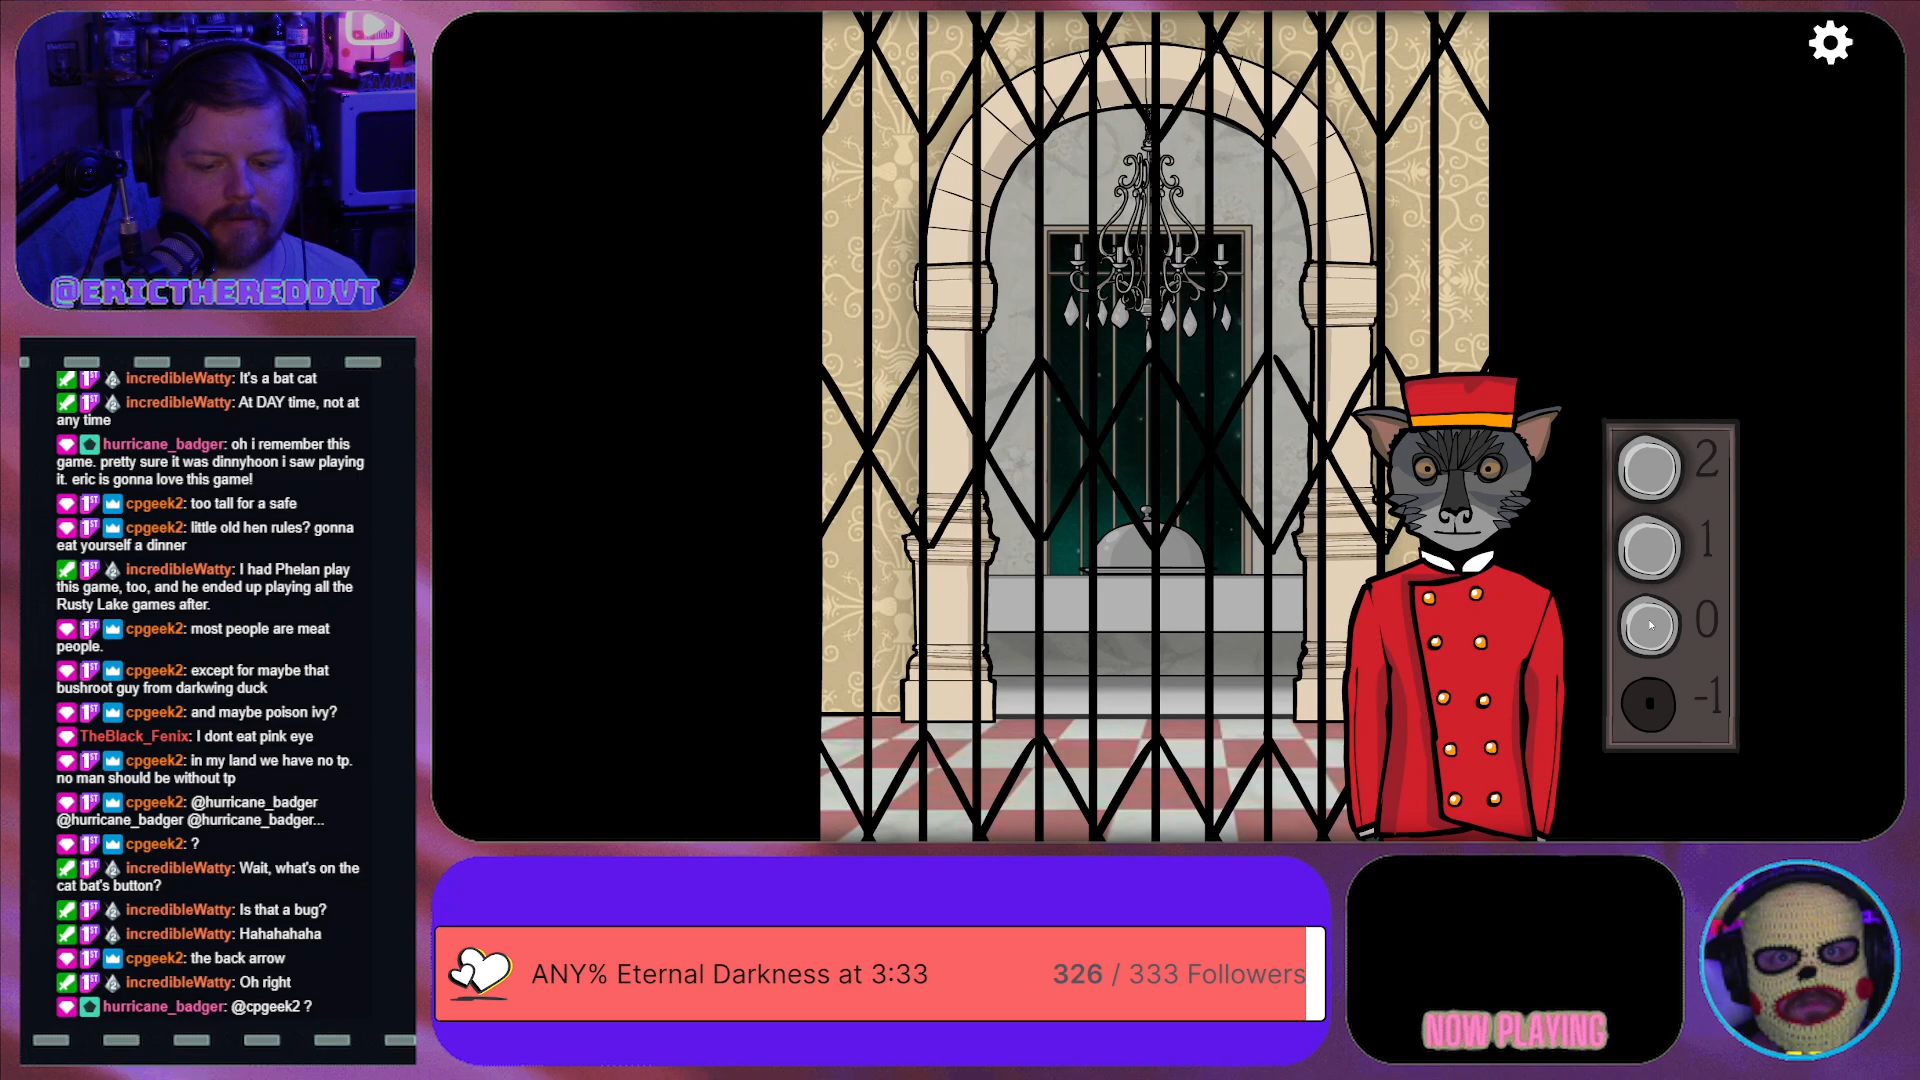 @ERICTHEREDDVT
incredibleWatty: It's a bat cat
incredibleWatty: At DAY time, not at
any time
hurricane_badger: oh i remember this
game. pretty sure it was dinnyhoon i saw playing
it. eric is gonna love this game!
cpgeek2: too tall for a safe
cpgeek2: little old hen rules? gonna
eat yourself a dinner
incredibleWatty: I had Phelan play
this game, too, and he ended up playing all the
Rusty Lake games after.
cpgeek2: most people are meat
people.
cpgeek2: except for maybe that
bushroot guy from darkwing duck
cpgeek2: and maybe poison ivy?
TheBlack_Fenix: I dont eat pink eye
cpgeek2: in my land we have no tp.
no man should be without tp
cpgeek2: @hurricane_badger
@hurricane_badger @hurricane_badger...
cpgeek2: ?
incredibleWatty: Wait, what's on the
cat bat's button?
incredibleWatty: Is that a bug?
incredibleWatty: Hahahahaha
cpgeek2: the back arrow
incredibleWatty: Oh right
hurricane_badger: @cpgeek2 ?
2
1
0
-1
ANY% Eternal Darkness at 3:33
326 / 333 Followers
NOW PLAYING